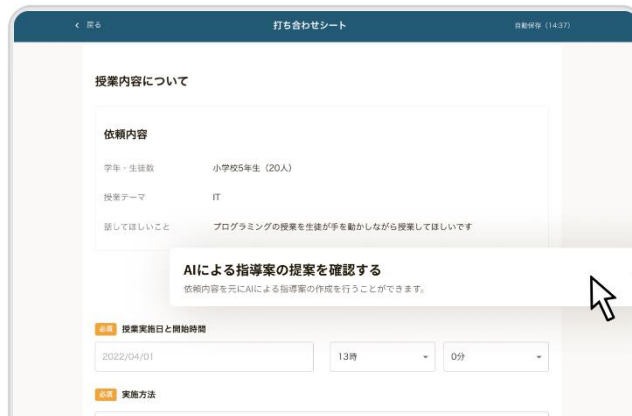 戻る
打ち合わせシート
自動保存（14:37）
授業内容について
依頼内容
学年・生徒数 小学校5年生（20人）
授業テーマ IT
話してほしいこと プログラミングの授業を生徒が手を動かしながら授業してほしいです
AIによる指導案の提案を確認する
依頼内容を元にAIによる指導案の作成を行うことができます。
必須 授業実施日と開始時間
2022/04/01 13時 0分
必須 実施方法